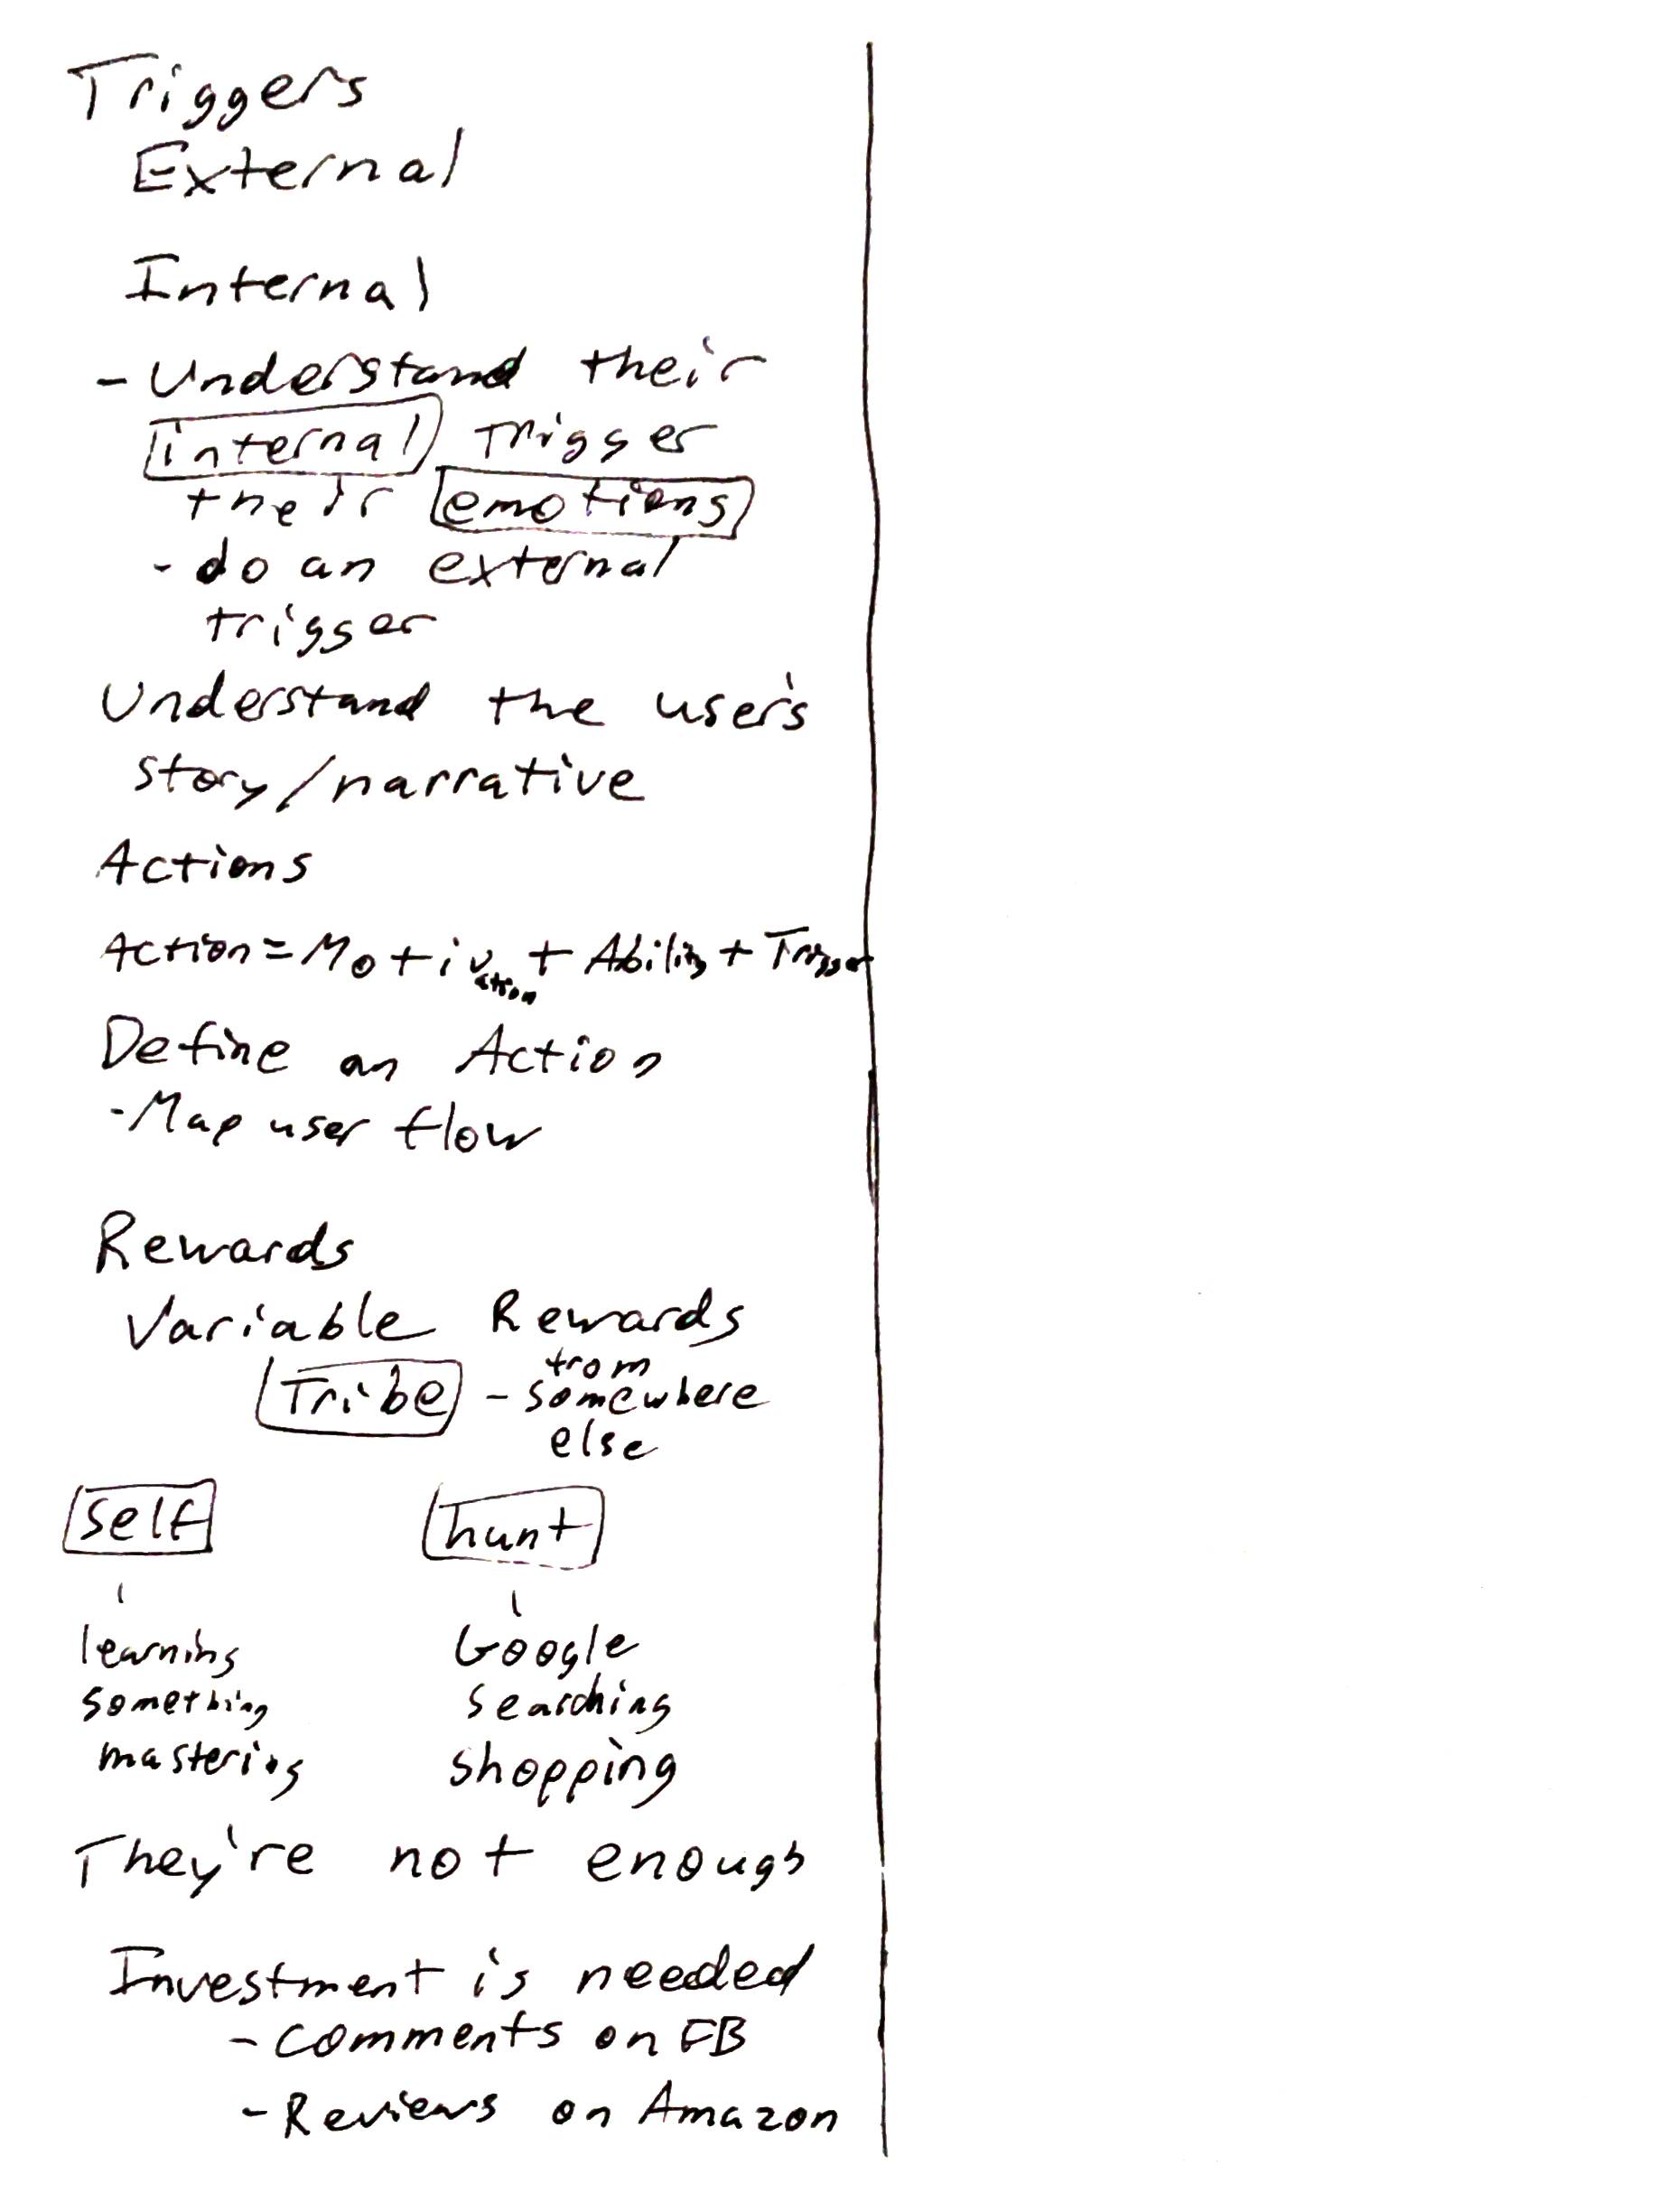 Triggers
External
Internal
- Understand their
internal Trigger
their emotions
- do an external
trigger
Understand the user's
story/narrative
Actions
Action = Motivation + Ability + Trigger
Define an Action
- Map user flow
Rewards
Variable Rewards
Tribe - from
somewhere
else
self hunt
learning Google
something searching
mastering shopping
They're not enough
Investment is needed
- Comments on FB
- Reviews on Amazon